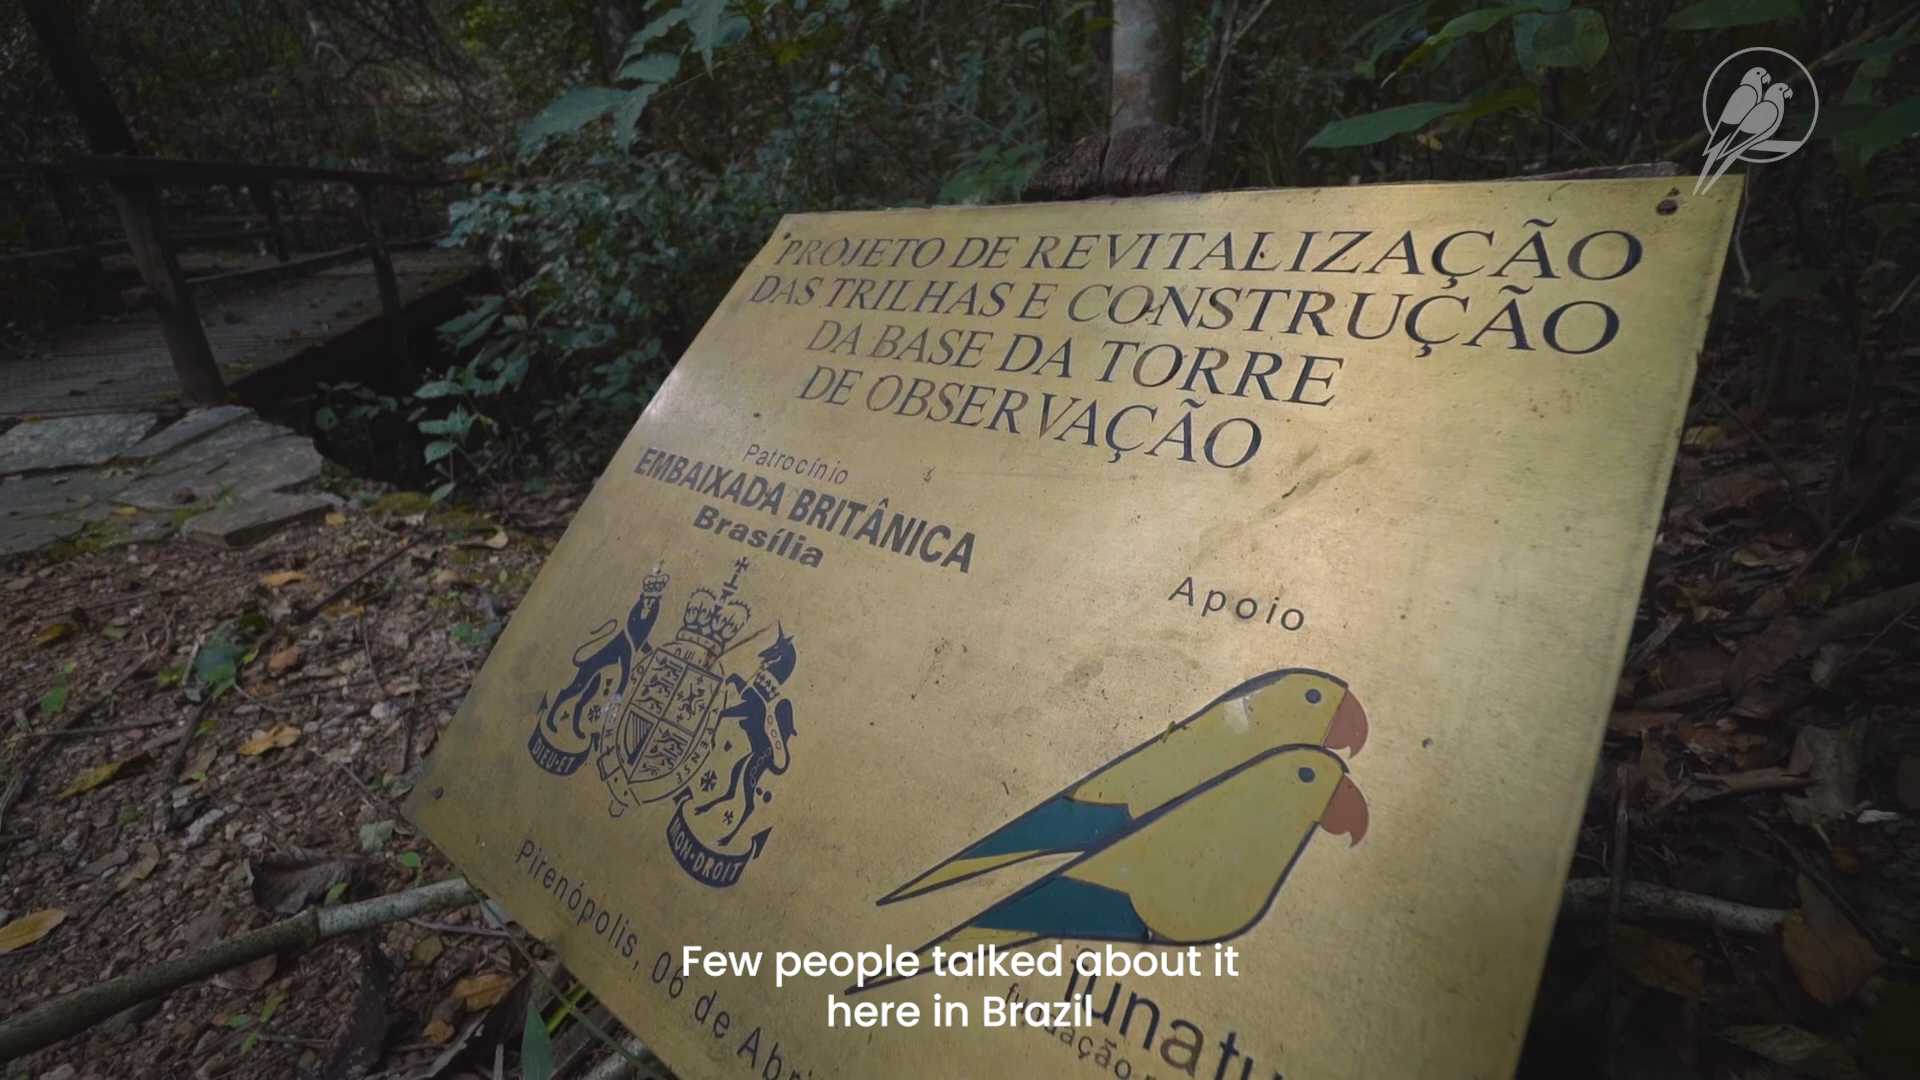 PROJETO DE REVITALIZAÇÃO
DAS TRILHAS E CONSTRUÇÃO
DA BASE DA TORRE
DE OBSERVAÇÃO
Patrocínio
EMBAIXADA BRITÂNICA
Brasília
DIEU·ET
MON·DROIT
Apoio
Pirenópolis, 06 de
Few people talked about it
here in Brazil